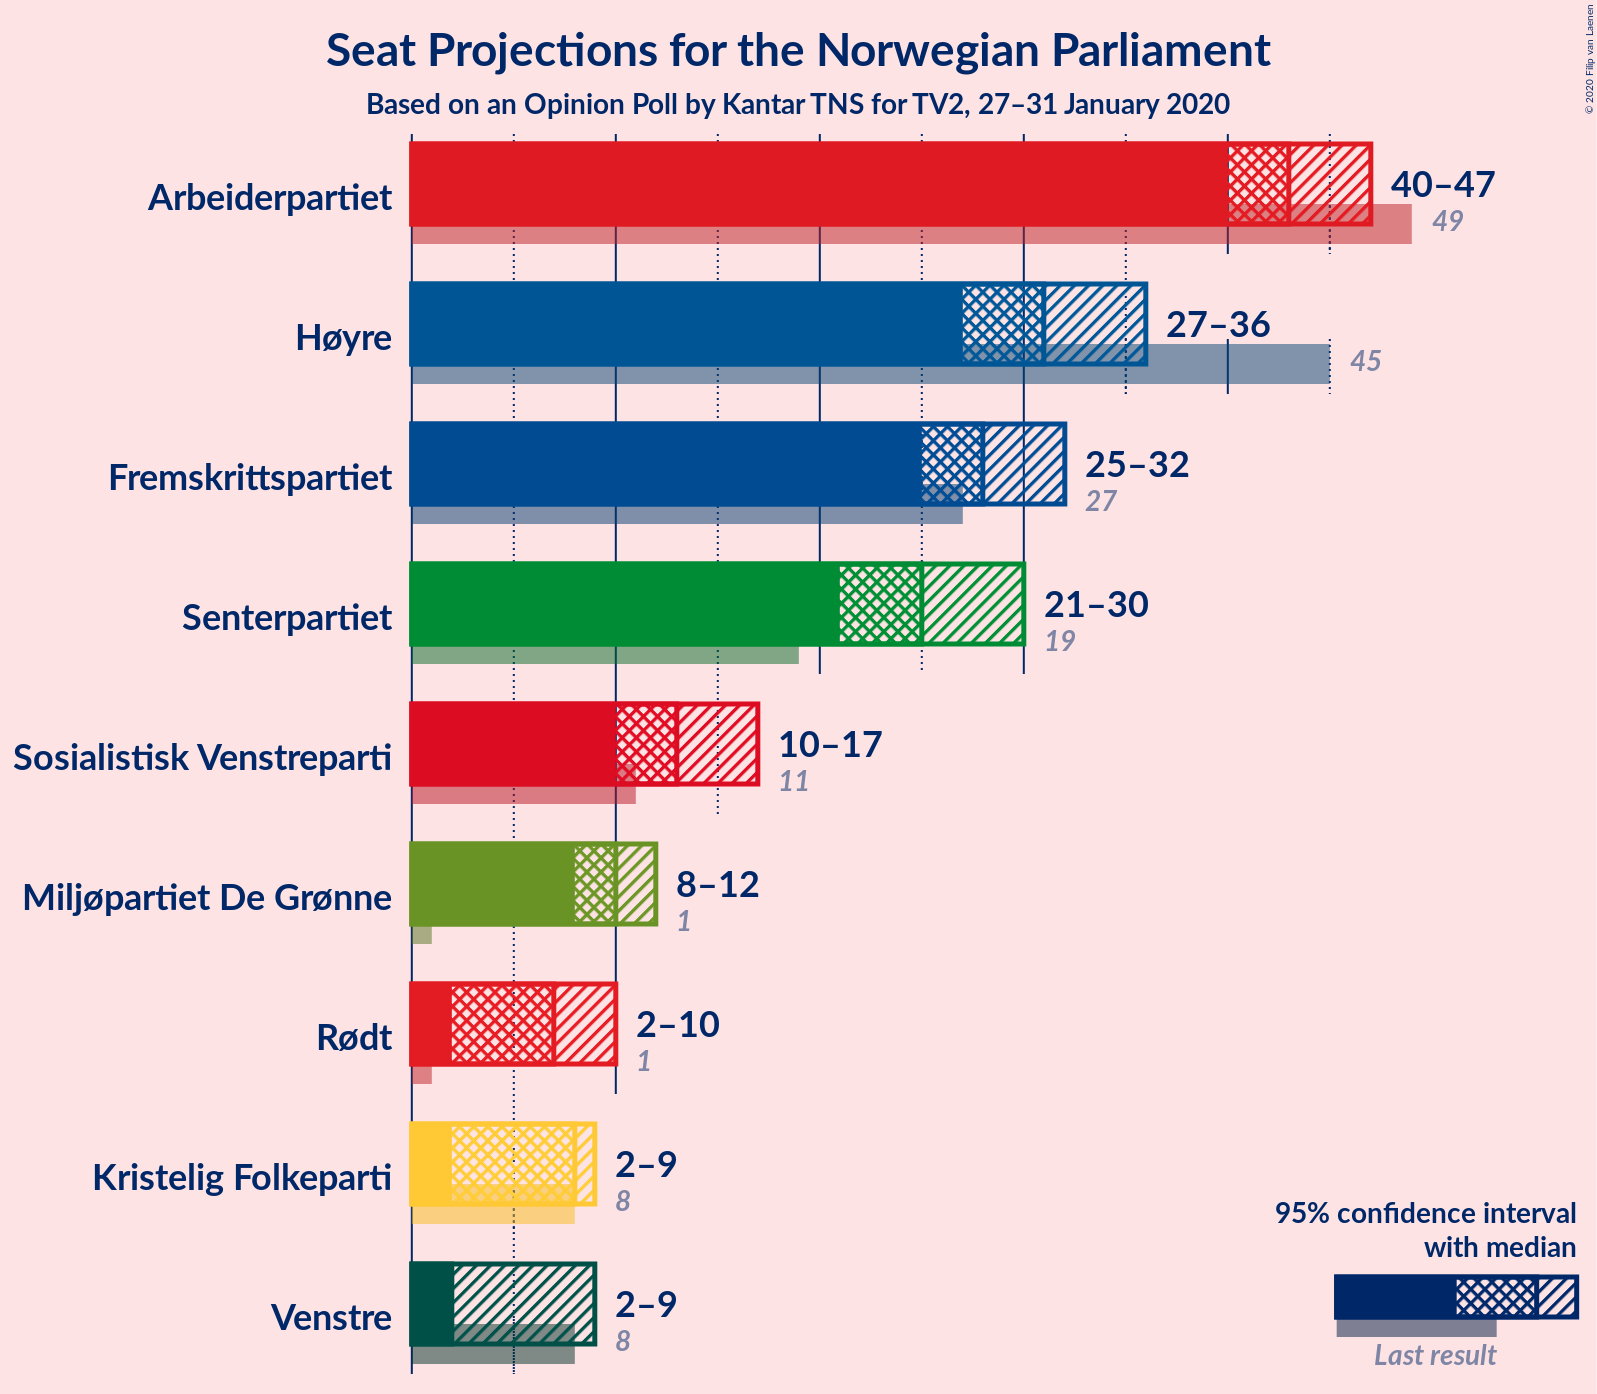 Seat Projections for the Norwegian Parliament
Based on an Opinion Poll by Kantar TNS for TV2, 27–31 January 2020
© 2020 Filip van Laenen
Arbeiderpartiet
40–47
49
Høyre
27–36
45
Fremskrittspartiet
25–32
27
Senterpartiet
21–30
19
Sosialistisk Venstreparti
10–17
11
Miljøpartiet De Grønne
8–12
1
Rødt
2–10
1
Kristelig Folkeparti
2–9
8
Venstre
2–9
8
95% confidence interval
with median
Last result